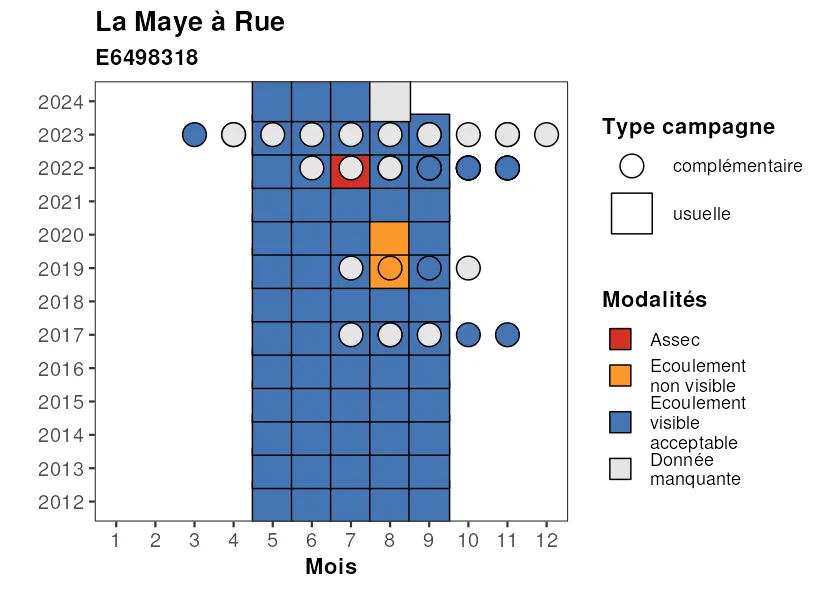 La Maye à Rue
E6498318
2024
2023
2022
2021
2020
2019
2018
2017
2016
2015
2014
2013
2012
1 2 3 4 5 6 7 8 9 10 11 12
Mois
Type campagne
complémentaire
usuelle
Modalités
Assec
Ecoulement
non visible
Ecoulement
visible
acceptable
Donnée
manquante